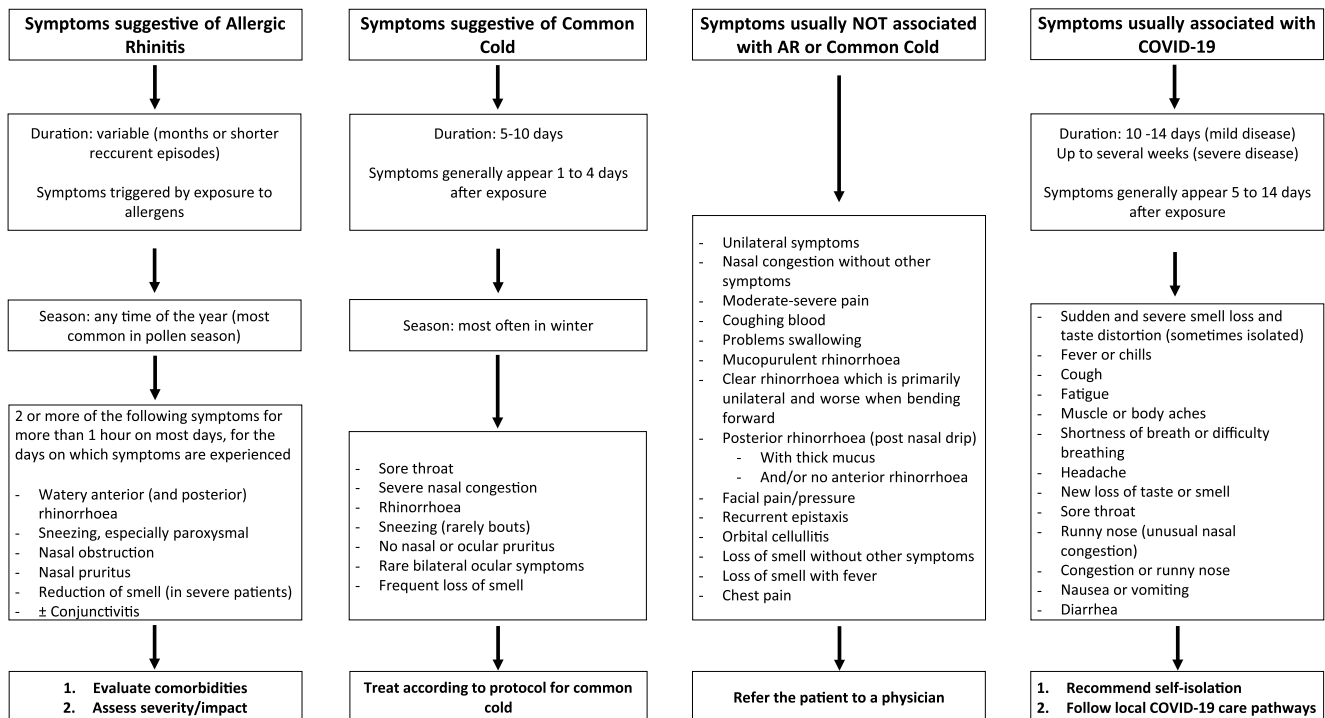 Symptoms suggestive of Allergic
Rhinitis
Duration: variable (months or shorter
reccurent episodes)
Symptoms triggered by exposure to
allergens
Season: any time of the year (most
common in pollen season)
2 or more of the following symptoms for
more than 1 hour on most days, for the
days on which symptoms are experienced
- Watery anterior (and posterior)
rhinorrhoea
- Sneezing, especially paroxysmal
- Nasal obstruction
- Nasal pruritus
- Reduction of smell (in severe patients)
- ± Conjunctivitis
1. Evaluate comorbidities
2. Assess severity/impact
Symptoms suggestive of Common
Cold
Duration: 5-10 days
Symptoms generally appear 1 to 4 days
after exposure
Season: most often in winter
- Sore throat
- Severe nasal congestion
- Rhinorrhoea
- Sneezing (rarely bouts)
- No nasal or ocular pruritus
- Rare bilateral ocular symptoms
- Frequent loss of smell
Treat according to protocol for common
cold
Symptoms usually NOT associated
with AR or Common Cold
- Unilateral symptoms
- Nasal congestion without other
symptoms
- Moderate-severe pain
- Coughing blood
- Problems swallowing
- Mucopurulent rhinorrhoea
- Clear rhinorrhoea which is primarily
unilateral and worse when bending
forward
- Posterior rhinorrhoea (post nasal drip)
- With thick mucus
- And/or no anterior rhinorrhoea
- Facial pain/pressure
- Recurrent epistaxis
- Orbital cellullitis
- Loss of smell without other symptoms
- Loss of smell with fever
- Chest pain
Refer the patient to a physician
Symptoms usually associated with
COVID-19
Duration: 10 -14 days (mild disease)
Up to several weeks (severe disease)
Symptoms generally appear 5 to 14 days
after exposure
- Sudden and severe smell loss and
taste distortion (sometimes isolated)
- Fever or chills
- Cough
- Fatigue
- Muscle or body aches
- Shortness of breath or difficulty
breathing
- Headache
- New loss of taste or smell
- Sore throat
- Runny nose (unusual nasal
congestion)
- Congestion or runny nose
- Nausea or vomiting
- Diarrhea
1. Recommend self-isolation
2. Follow local COVID-19 care pathways